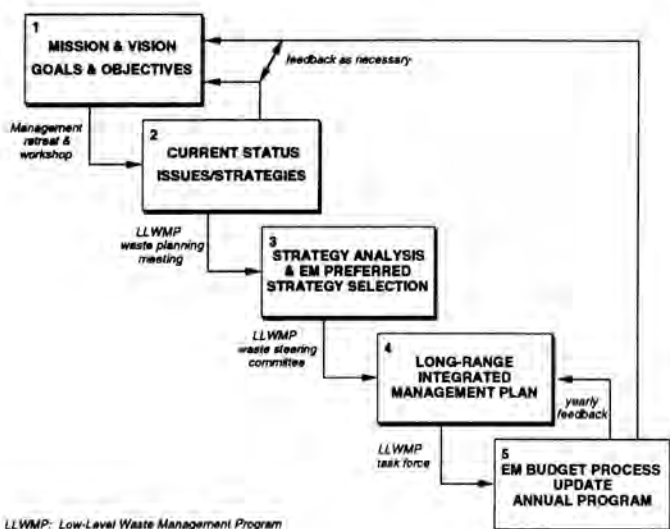 1
MISSION & VISION
GOALS & OBJECTIVES
feedback as necessary
Management
retreat &
workshop
2
CURRENT STATUS
ISSUES/STRATEGIES
LLWMP
waste planning
meeting
3
STRATEGY ANALYSIS
& EM PREFERRED
STRATEGY SELECTION
LLWMP
waste steering
committee
4
LONG-RANGE
INTEGRATED
MANAGEMENT PLAN
yearly
feedback
LLWMP
task force
5
EM BUDGET PROCESS
UPDATE
ANNUAL PROGRAM
LLWMP: Low-Level Waste Management Program